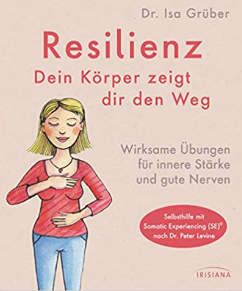 Dr. Isa Grüber
Resilienz
Dein Körper zeigt
dir den Weg
Wirksame Übungen
für innere Stärke
und gute Nerven
Selbsthilfe mit
Somatic Experiencing (SE)®
nach Dr. Peter Levine
IRISIANA